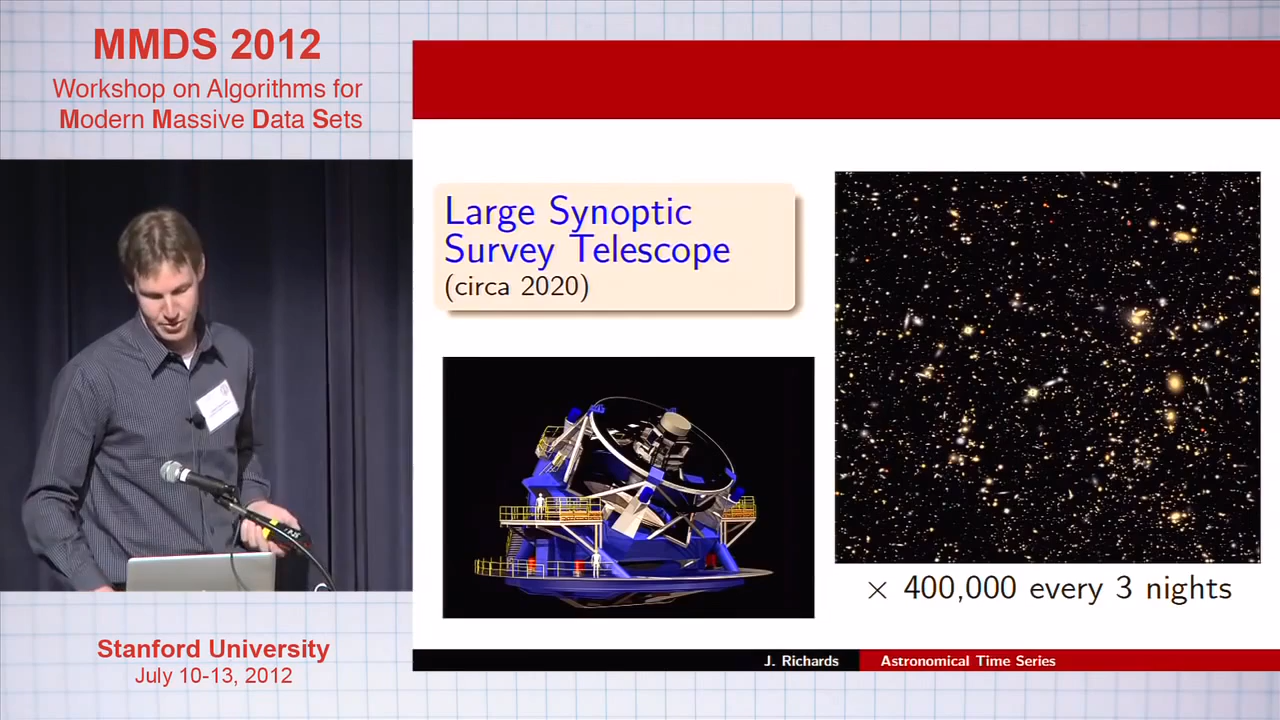 MMDS 2012
Workshop on Algorithms for
Modern Massive Data Sets
Large Synoptic
Survey Telescope
(circa 2020)
× 400,000 every 3 nights
Stanford University
July 10-13, 2012
J. Richards
Astronomical Time Series